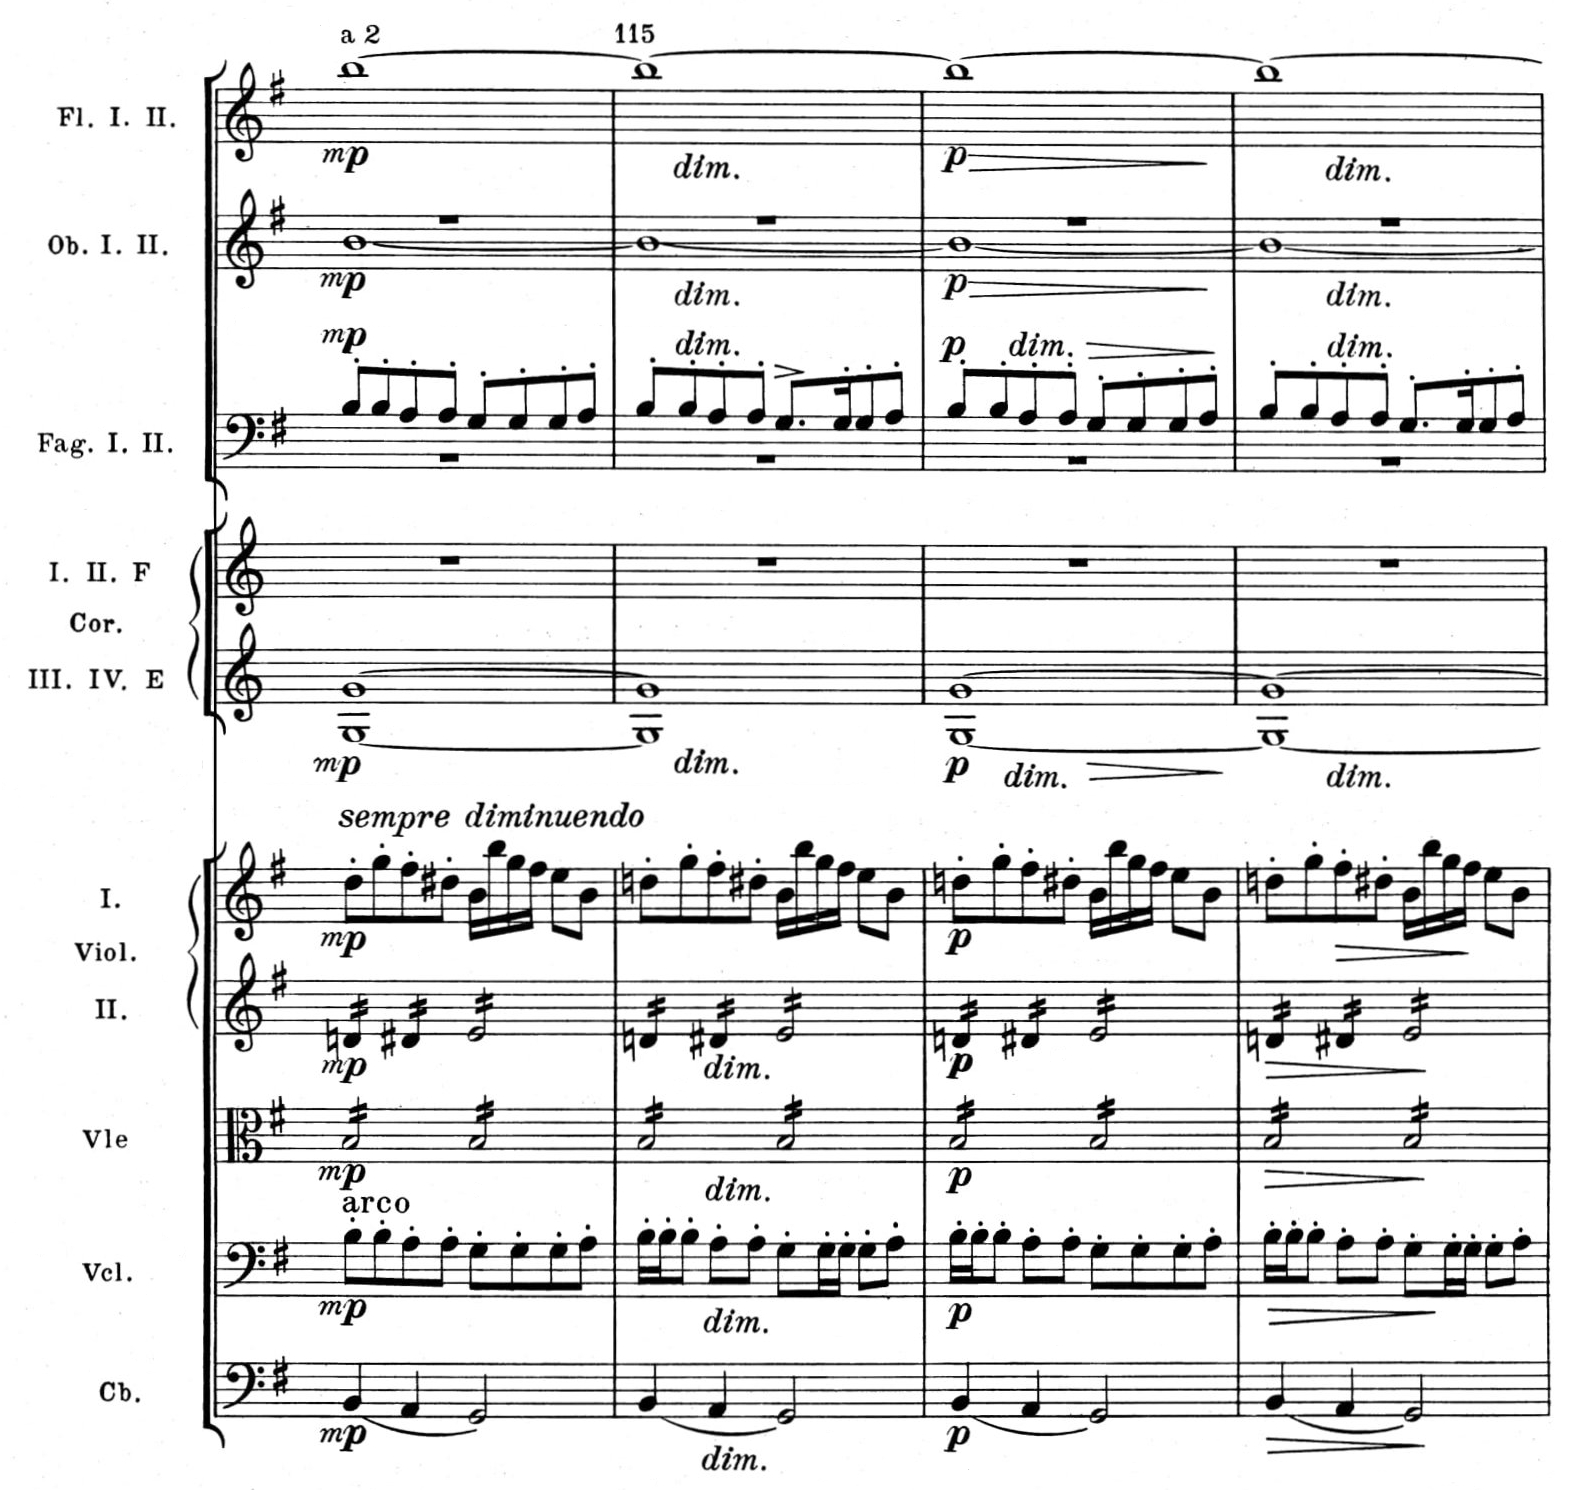 a 2 115
Fl. I. II.
mp dim. p dim.
Ob. I. II.
mp dim. p dim.
mp dim. p dim. dim.
Fag. I. II.
I. II. F
Cor.
III. IV. E
mp dim. p dim. dim.
sempre diminuendo
I.
mp p
Viol.
II.
mp dim. p
Vle
mp dim. p
arco
Vcl.
mp dim. p
Cb.
mp dim. p